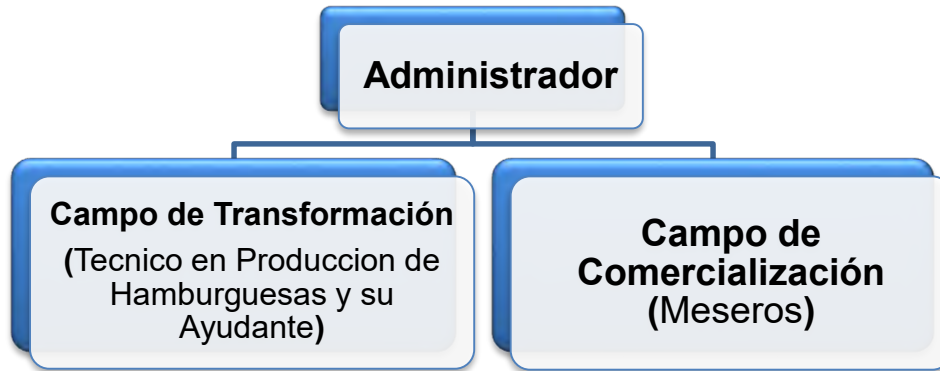 Administrador
Campo de Transformación
(Tecnico en Produccion de
Hamburguesas y su
Ayudante)
Campo de
Comercialización
(Meseros)